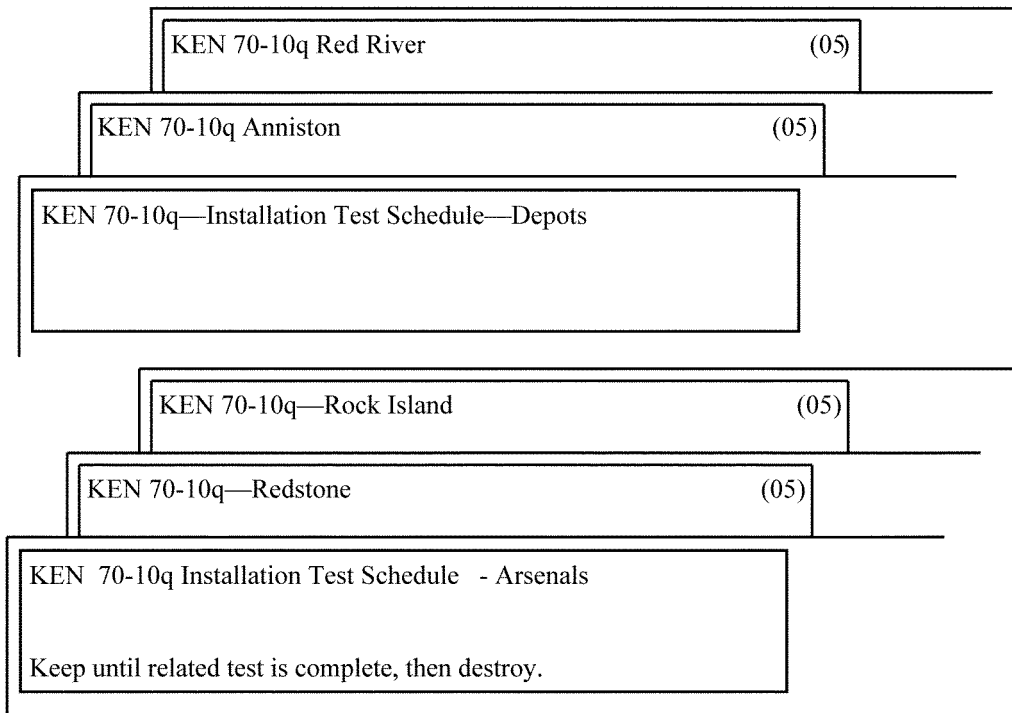 KEN 70-10q Red River (05)
KEN 70-10q Anniston (05)
KEN 70-10q—Installation Test Schedule—Depots
KEN 70-10q—Rock Island (05)
KEN 70-10q—Redstone (05)
KEN 70-10q Installation Test Schedule - Arsenals
Keep until related test is complete, then destroy.